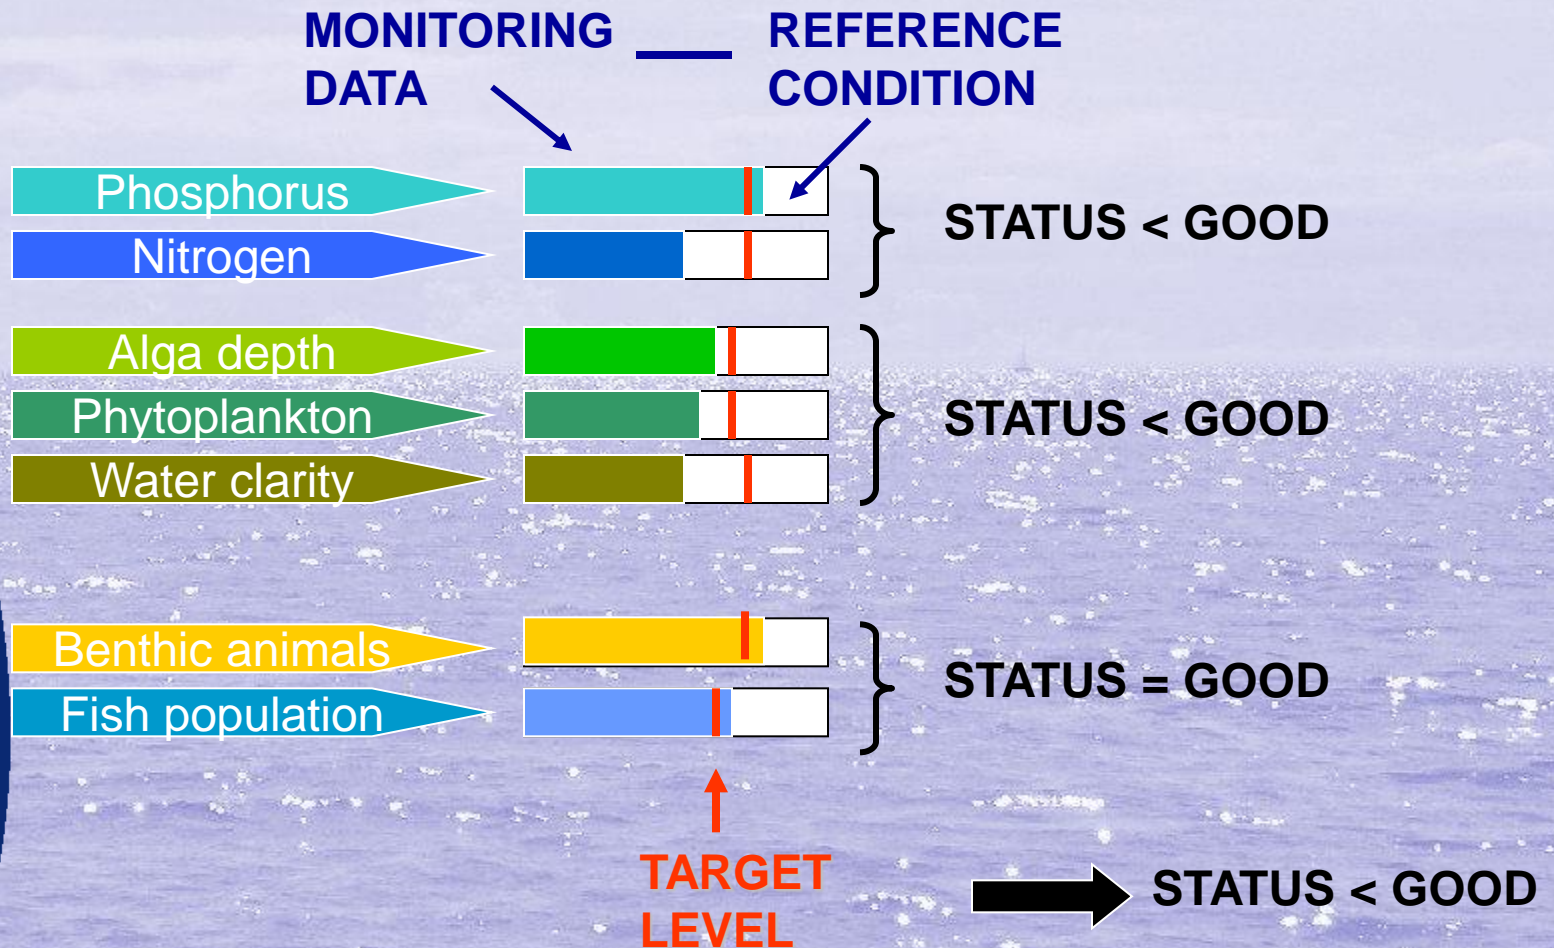 MONITORING
DATA
REFERENCE
CONDITION
Phosphorus
Nitrogen
STATUS < GOOD
Alga depth
Phytoplankton
Water clarity
STATUS < GOOD
Benthic animals
Fish population
STATUS = GOOD
TARGET
LEVEL
STATUS < GOOD